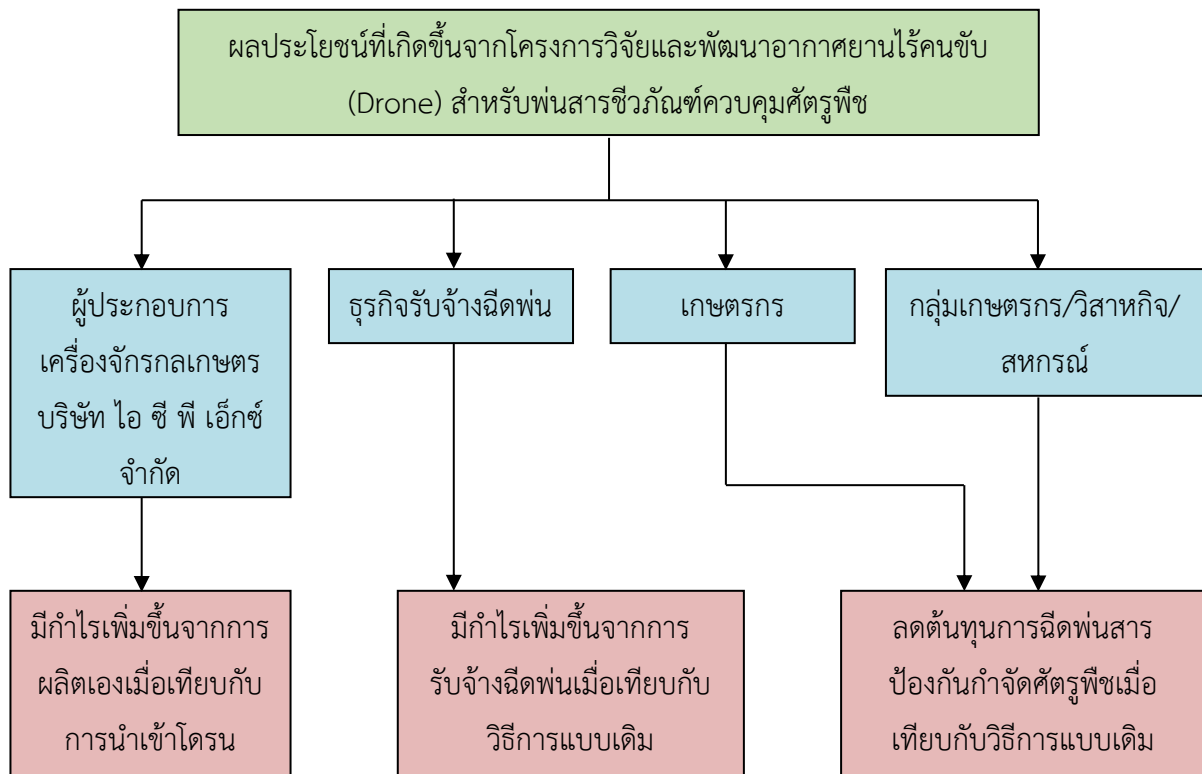 ผลประโยชน์ที่เกิดขึ้นจากโครงการวิจัยและพัฒนาอากาศยานไร้คนขับ
(Drone) สำหรับพ่นสารชีวภัณฑ์ควบคุมศัตรูพืช
ผู้ประกอบการ
เครื่องจักรกลเกษตร
บริษัท ไอ ซี พี เอ็กซ์
จำกัด
ธุรกิจรับจ้างฉีดพ่น
เกษตรกร
กลุ่มเกษตรกร/วิสาหกิจ/
สหกรณ์
มีกำไรเพิ่มขึ้นจากการ
ผลิตเองเมื่อเทียบกับ
การนำเข้าโดรน
มีกำไรเพิ่มขึ้นจากการ
รับจ้างฉีดพ่นเมื่อเทียบกับ
วิธีการแบบเดิม
ลดต้นทุนการฉีดพ่นสาร
ป้องกันกำจัดศัตรูพืชเมื่อ
เทียบกับวิธีการแบบเดิม